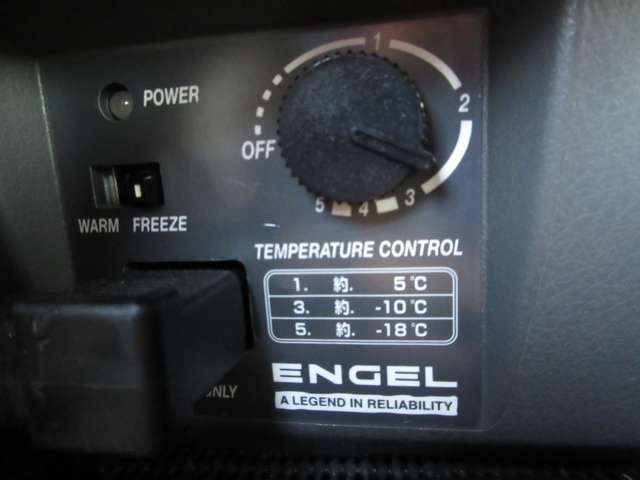 POWER
OFF
1
2
3
4
5
WARM FREEZE
TEMPERATURE CONTROL
1. 約. 5℃
3. 約. -10℃
5. 約. -18℃
ENGEL
A LEGEND IN RELIABILITY
ONLY